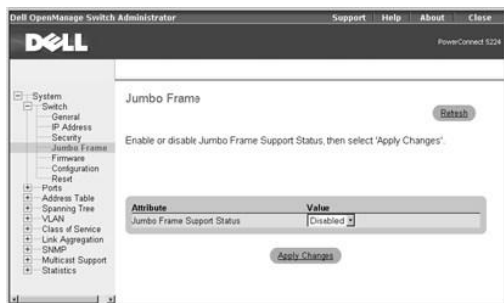 Dell OpenManage Switch Administrator
Support Help About Close
DELL
PowerConnect 5224
System
Switch
General
IP Address
Security
Jumbo Frame
Firmware
Configuration
Reset
Ports
Address Table
Spanning Tree
VLAN
Class of Service
Link Aggregation
SNMP
Multicast Support
Statistics
Jumbo Frame
Refresh
Enable or disable Jumbo Frame Support Status, then select 'Apply Changes'.
Attribute Value
Jumbo Frame Support Status Disabled
Apply Changes